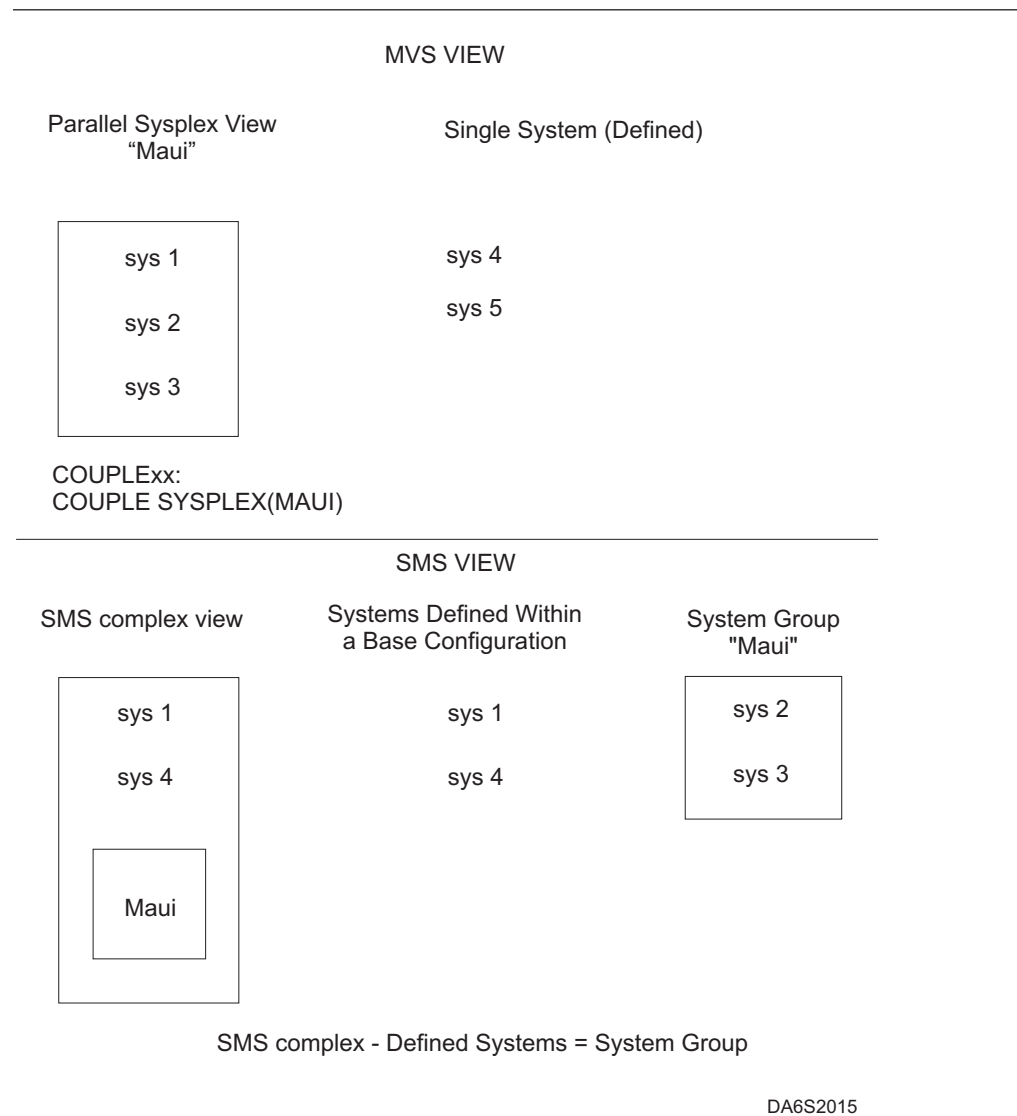 MVS VIEW
Parallel Sysplex View
“Maui”
Single System (Defined)
sys 1
sys 2
sys 3
sys 4
sys 5
COUPLExx:
COUPLE SYSPLEX(MAUI)
SMS VIEW
SMS complex view
Systems Defined Within
a Base Configuration
System Group
"Maui"
sys 1
sys 4
Maui
sys 1
sys 4
sys 2
sys 3
SMS complex - Defined Systems = System Group
DA6S2015